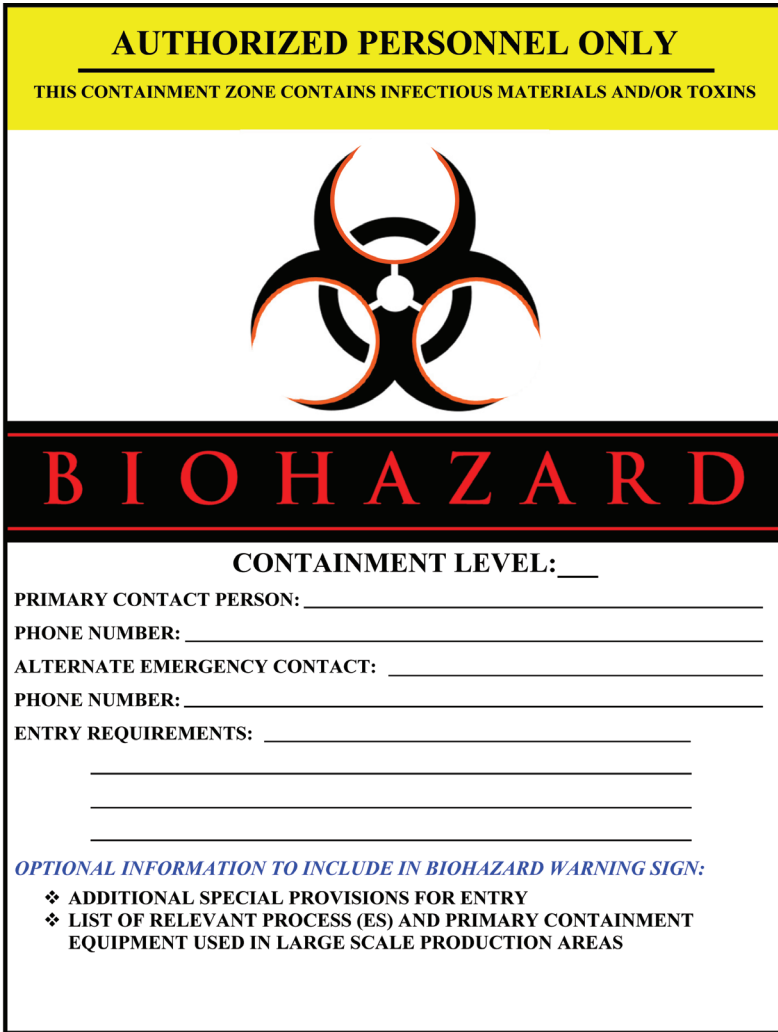 AUTHORIZED PERSONNEL ONLY
THIS CONTAINMENT ZONE CONTAINS INFECTIOUS MATERIALS AND/OR TOXINS
BIOHAZARD
CONTAINMENT LEVEL:___
PRIMARY CONTACT PERSON:
PHONE NUMBER:
ALTERNATE EMERGENCY CONTACT:
PHONE NUMBER:
ENTRY REQUIREMENTS:
OPTIONAL INFORMATION TO INCLUDE IN BIOHAZARD WARNING SIGN:
❖ ADDITIONAL SPECIAL PROVISIONS FOR ENTRY
❖ LIST OF RELEVANT PROCESS (ES) AND PRIMARY CONTAINMENT
EQUIPMENT USED IN LARGE SCALE PRODUCTION AREAS